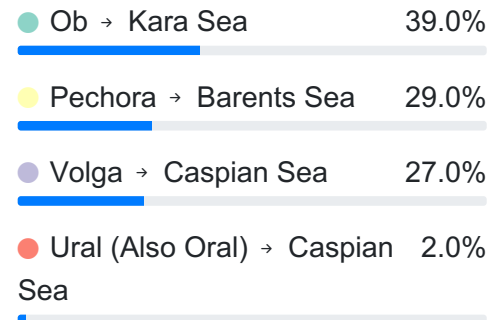 Ob → Kara Sea 39.0%
Pechora → Barents Sea 29.0%
Volga → Caspian Sea 27.0%
Ural (Also Oral) → Caspian 2.0%
Sea